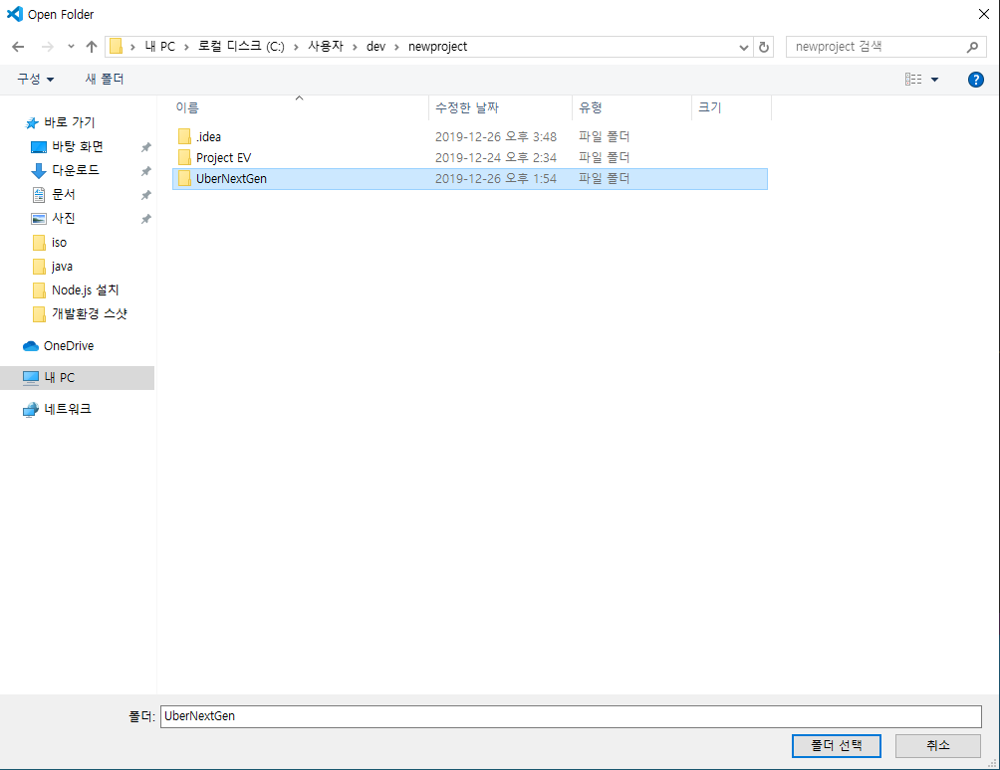 Open Folder
내 PC 로컬 디스크 (C:) 사용자 dev newproject newproject 검색
구성 새 폴더
이름 수정한 날짜 유형 크기
.idea 2019-12-26 오후 3:48 파일 폴더
Project EV 2019-12-24 오후 2:34 파일 폴더
UberNextGen 2019-12-26 오후 1:54 파일 폴더
바로 가기
바탕 화면
다운로드
문서
사진
iso
java
Node.js 설치
개발환경 스샷
OneDrive
내 PC
네트워크
폴더: UberNextGen
폴더 선택 취소